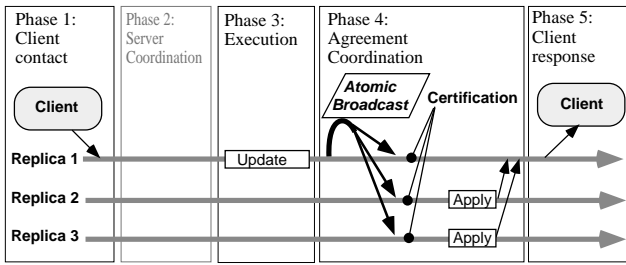 Phase 1:
Client
contact
Phase 2:
Server
Coordination
Phase 3:
Execution
Phase 4:
Agreement
Coordination
Phase 5:
Client
response
Client
Atomic
Broadcast
Certification
Client
Replica 1
Update
Replica 2
Apply
Replica 3
Apply